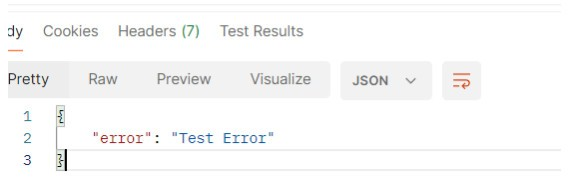 dy Cookies Headers (7) Test Results
Pretty Raw Preview Visualize JSON
1 {
2 "error": "Test Error"
3 }